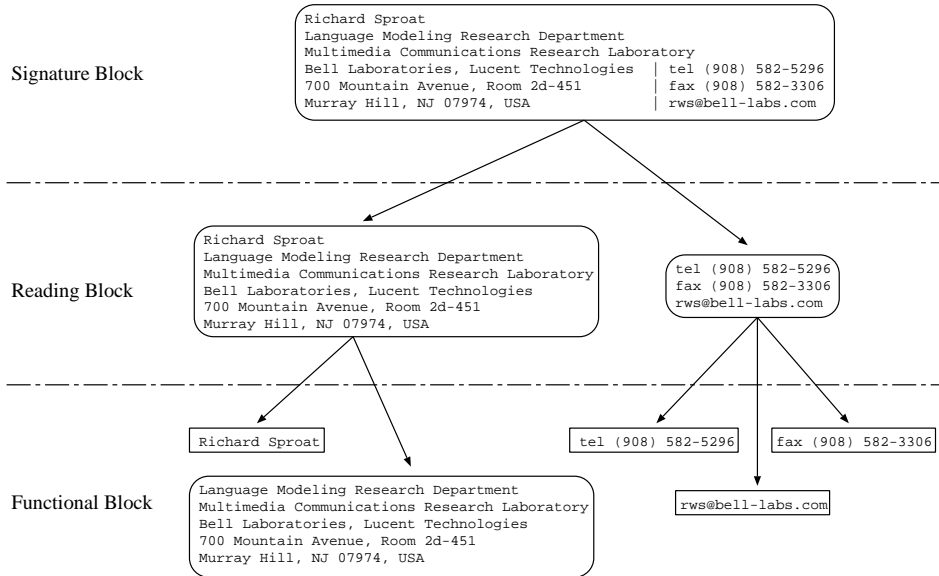 Richard Sproat
Language Modeling Research Department
Multimedia Communications Research Laboratory
Signature Block
Bell Laboratories, Lucent Technologies | tel (908) 582-5296
700 Mountain Avenue, Room 2d-451 | fax (908) 582-3306
Murray Hill, NJ 07974, USA | rws@bell-labs.com
Reading Block
Richard Sproat
Language Modeling Research Department
Multimedia Communications Research Laboratory
Bell Laboratories, Lucent Technologies
700 Mountain Avenue, Room 2d-451
Murray Hill, NJ 07974, USA
tel (908) 582-5296
fax (908) 582-3306
rws@bell-labs.com
Richard Sproat
tel (908) 582-5296
fax (908) 582-3306
Functional Block
Language Modeling Research Department
Multimedia Communications Research Laboratory
Bell Laboratories, Lucent Technologies
700 Mountain Avenue, Room 2d-451
Murray Hill, NJ 07974, USA
rws@bell-labs.com